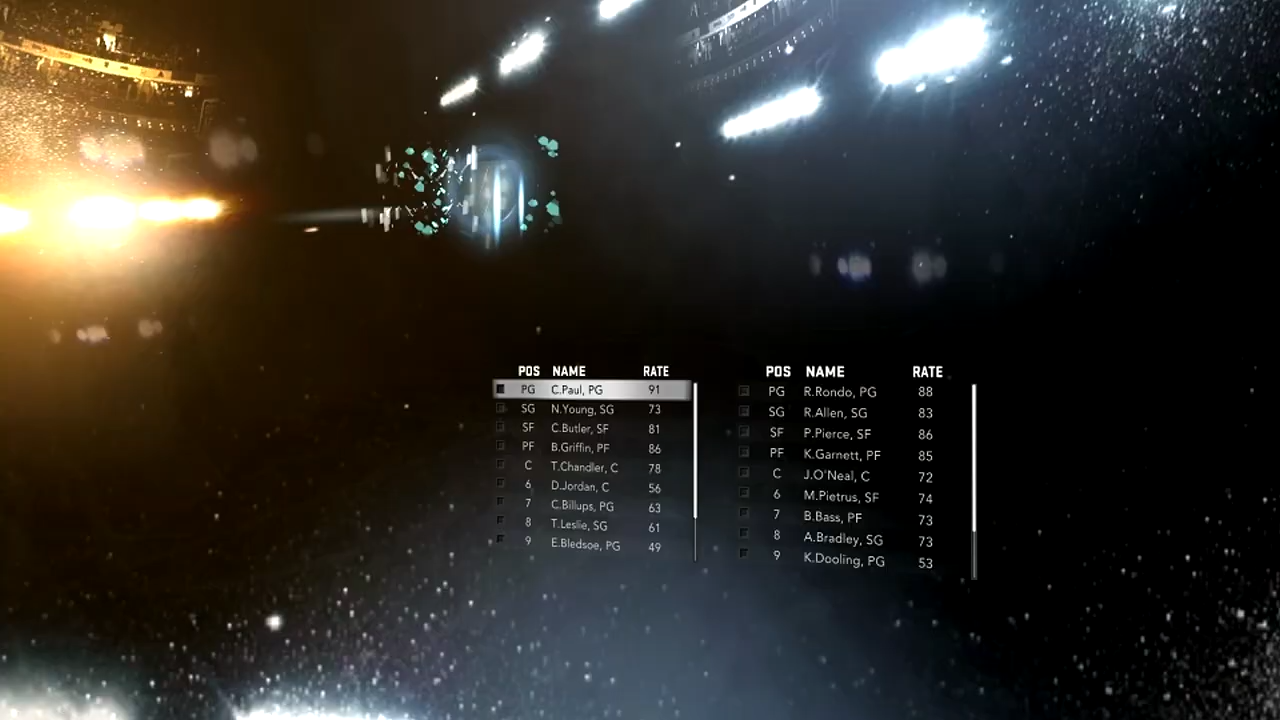 POS NAME RATE
PG C.Paul, PG 91
SG N.Young, SG 73
SF C.Butler, SF 81
PF B.Griffin, PF 86
C T.Chandler, C 78
6 D.Jordan, C 56
7 C.Billups, PG 63
8 T.Leslie, SG 61
9 E.Bledsoe, PG 49
POS NAME RATE
PG R.Rondo, PG 88
SG R.Allen, SG 83
SF P.Pierce, SF 86
PF K.Garnett, PF 85
C J.O'Neal, C 72
6 M.Pietrus, SF 74
7 B.Bass, PF 73
8 A.Bradley, SG 73
9 K.Dooling, PG 53